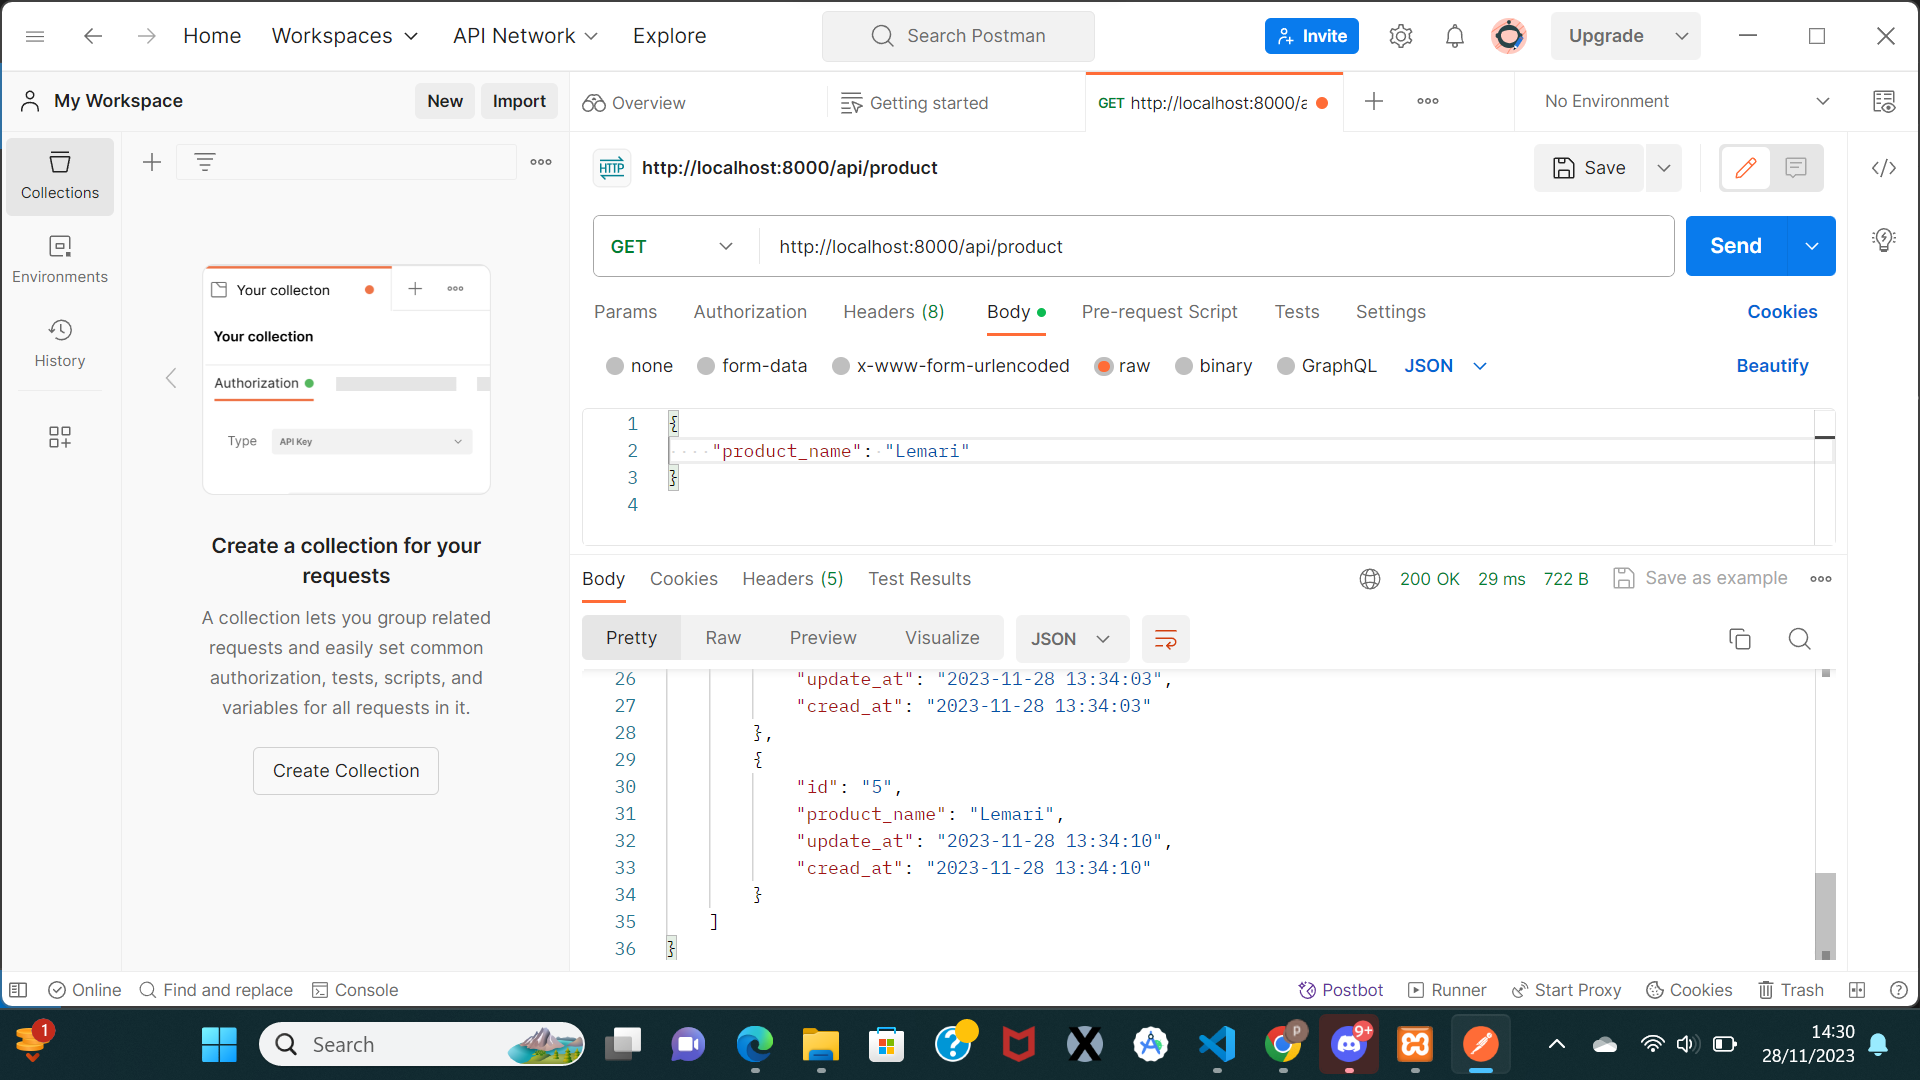 Home
Workspaces
API Network
Explore
Search Postman
Invite
Upgrade
My Workspace
New
Import
Overview
Getting started
GET http://localhost:8000/a
No Environment
Collections
Environments
History
Your collecton
Your collection
Authorization
Type
API Key
Create a collection for your
requests
A collection lets you group related
requests and easily set common
authorization, tests, scripts, and
variables for all requests in it.
Create Collection
HTTP
http://localhost:8000/api/product
Save
GET
http://localhost:8000/api/product
Send
Params
Authorization
Headers (8)
Body
Pre-request Script
Tests
Settings
Cookies
none
form-data
x-www-form-urlencoded
raw
binary
GraphQL
JSON
Beautify
1 {
2 "product_name": "Lemari"
3 }
4
Body
Cookies
Headers (5)
Test Results
200 OK
29 ms
722 B
Save as example
Pretty
Raw
Preview
Visualize
JSON
26 "update_at": "2023-11-28 13:34:03",
27 "cread_at": "2023-11-28 13:34:03"
28 },
29 {
30 "id": "5",
31 "product_name": "Lemari",
32 "update_at": "2023-11-28 13:34:10",
33 "cread_at": "2023-11-28 13:34:10"
34 }
35 ]
36 }
Online
Find and replace
Console
Postbot
Runner
Start Proxy
Cookies
Trash
1
Search
P
9+
14:30
28/11/2023